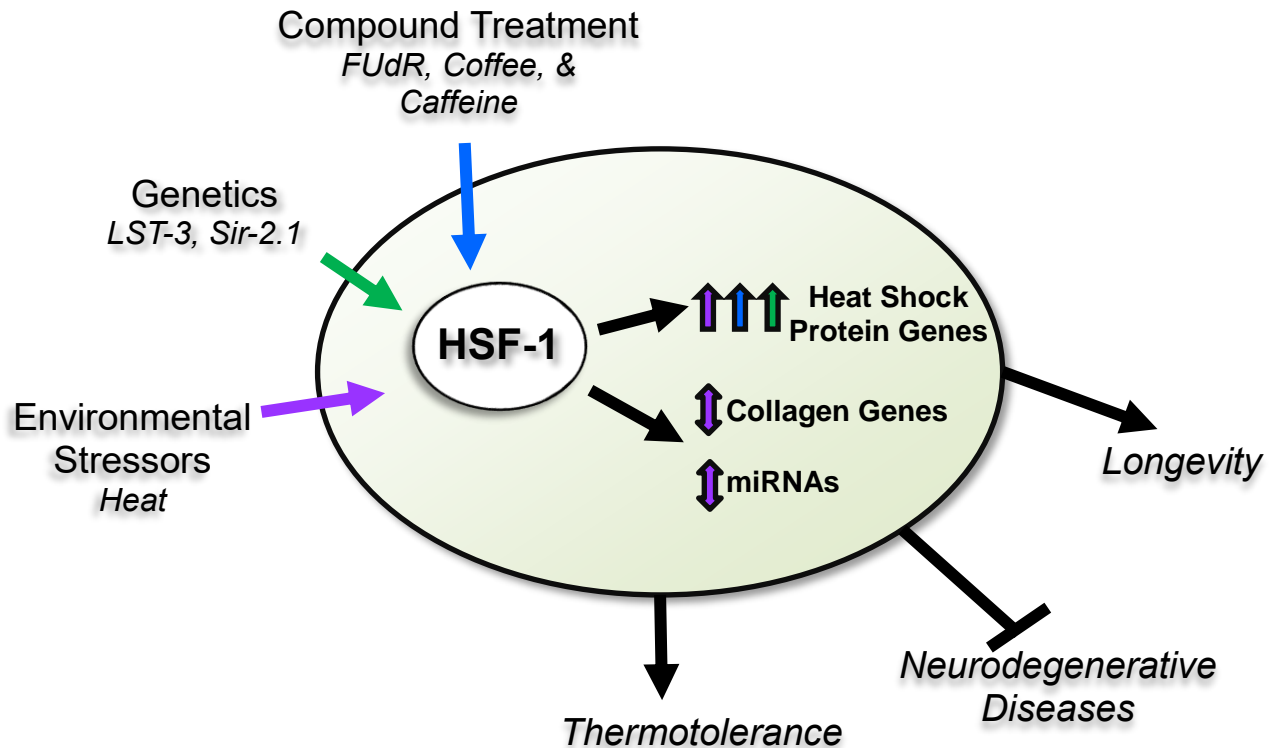 Compound Treatment
FUdR, Coffee, &
Caffeine
Genetics
LST-3, Sir-2.1
Environmental
Stressors
Heat
HSF-1
Heat Shock
Protein Genes
Collagen Genes
miRNAs
Longevity
Neurodegenerative
Diseases
Thermotolerance